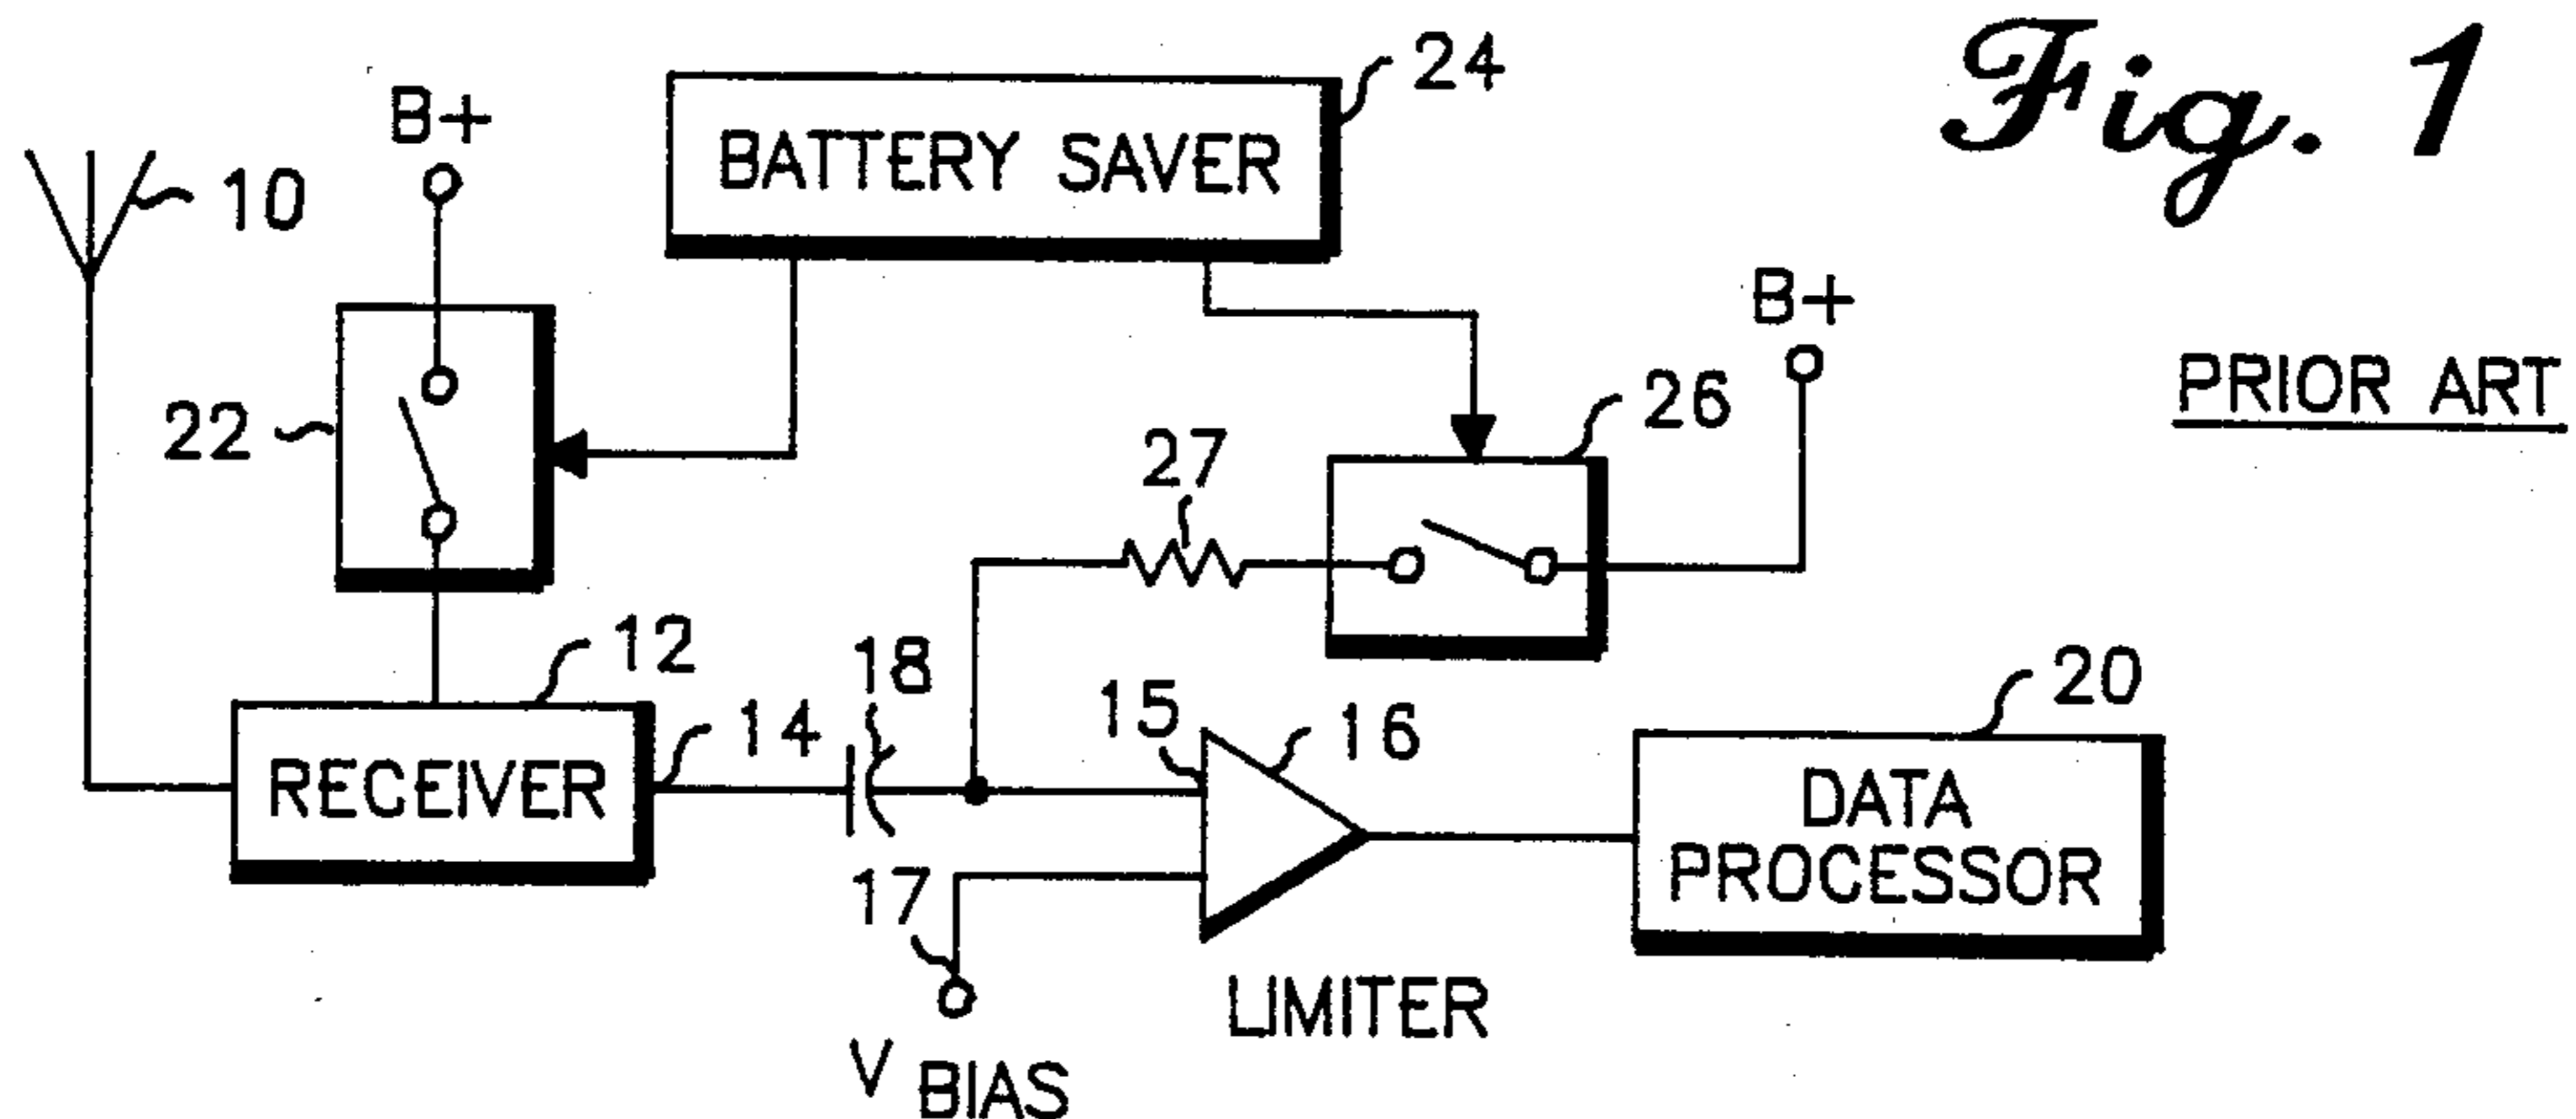 Fig. 1
PRIOR ART
24
B+
BATTERY SAVER
10
B+
26
22
27
12
18
20
14
15
16
RECEIVER
DATA
PROCESSOR
17
LIMITER
V BIAS